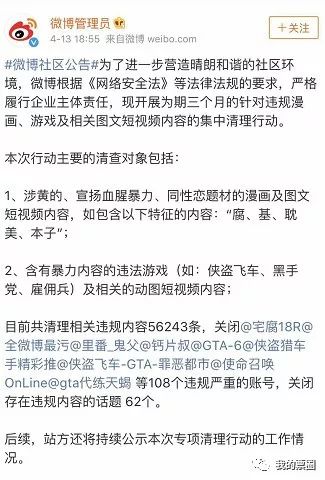 微博管理员
4-13 18:55 来自微博 weibo.com
+关注
#微博社区公告#为了进一步营造晴朗和谐的社区环
境，微博根据《网络安全法》等法律法规的要求，严
格履行企业主体责任，现开展为期三个月的针对违规漫
画、游戏及相关图文短视频内容的集中清理行动。
本次行动主要的清查对象包括：
1、涉黄的、宣扬血腥暴力、同性恋题材的漫画及图文
短视频内容，如包含以下特征的内容：“腐、基、耽
美、本子”；
2、含有暴力内容的违法游戏（如：侠盗飞车、黑手
党、雇佣兵）及相关的动图短视频内容；
目前共清理相关违规内容56243条，关闭@宅腐18R@
全微博最污@里番_鬼父@钙片叔@GTA-6@侠盗猎车
手精彩推@侠盗飞车-GTA-罪恶都市@使命召唤
OnLine@gta代练天蝎 等108个违规严重的账号，关闭
存在违规内容的话题 62个。
后续，站方还将持续公示本次专项清理行动的工作情
况。
我的票圈